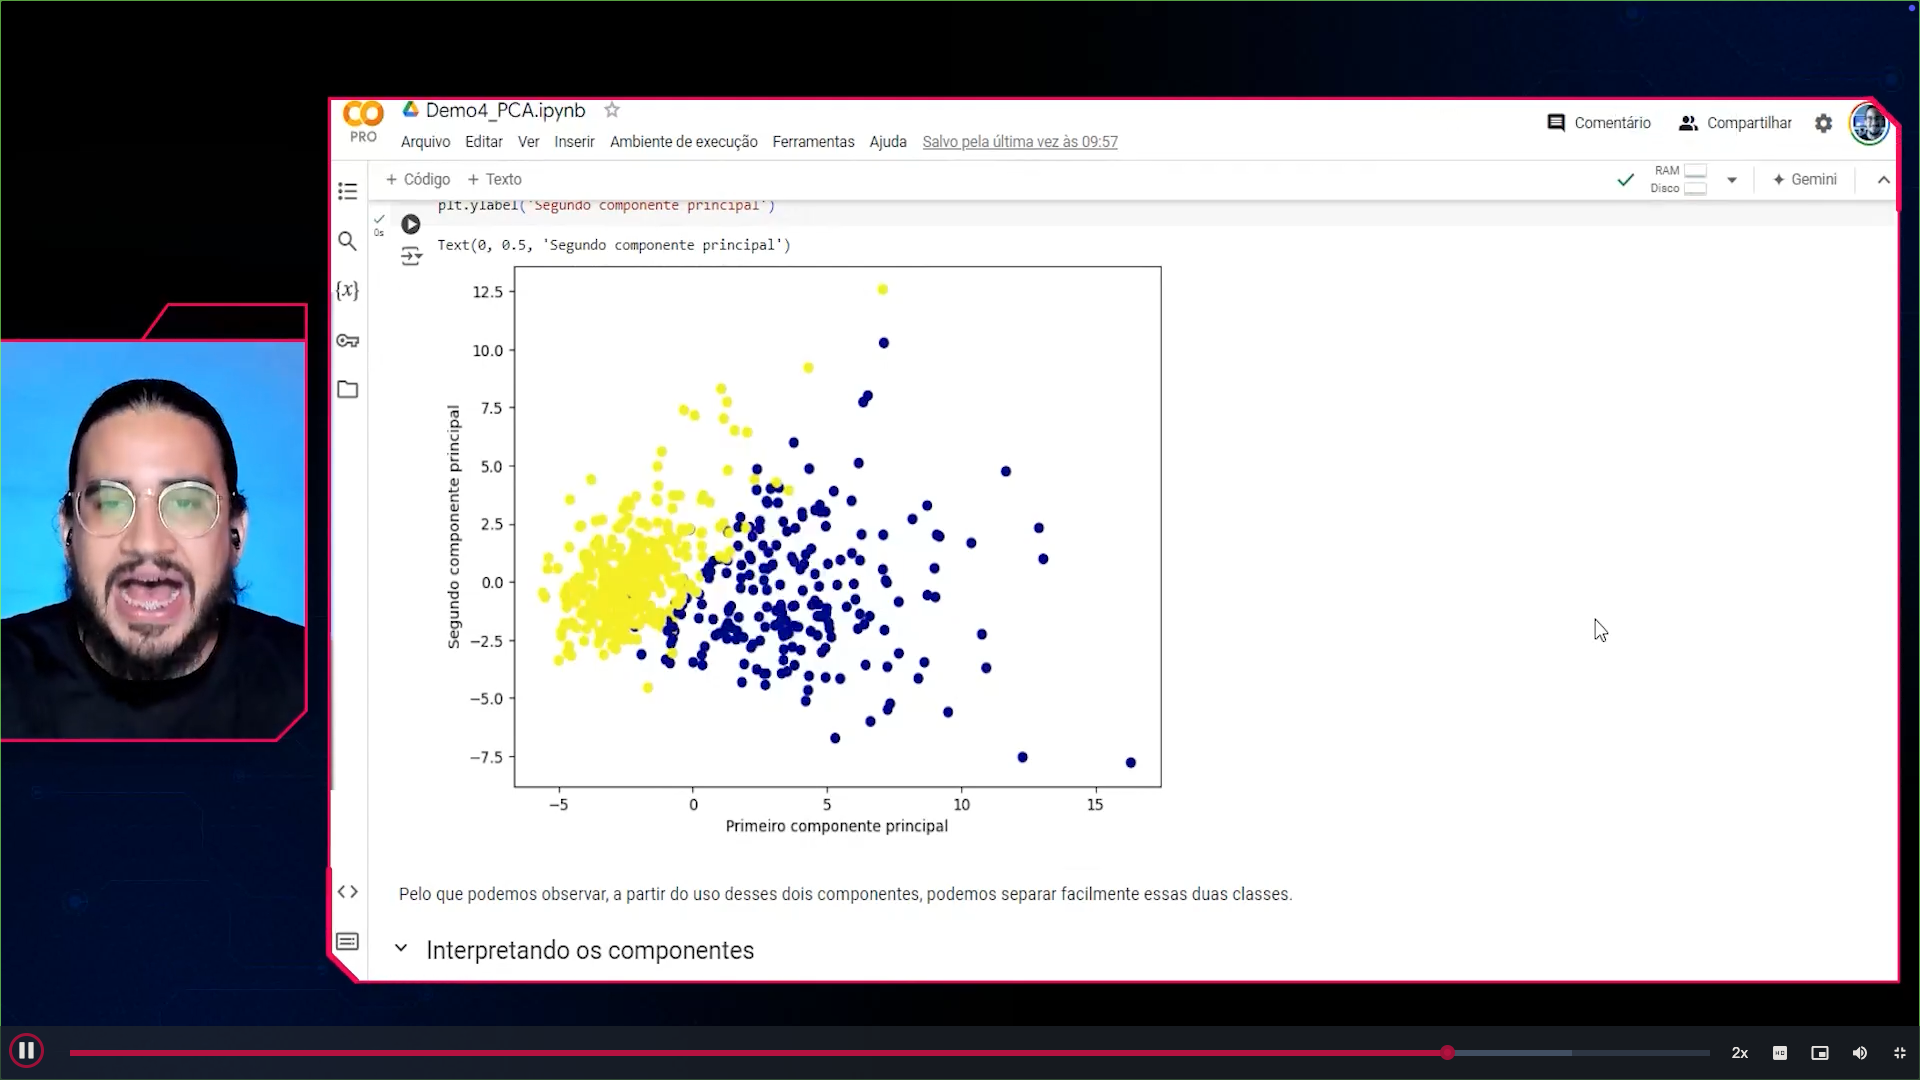 CO
PRO
Demo4_PCA.ipynb
Arquivo Editar Ver Inserir Ambiente de execução Ferramentas Ajuda Salvo pela última vez às 09:57
Comentário Compartilhar
+ Código + Texto
RAM
Disco
Gemini
plt.ylabel('Segundo componente principal')
0s
Text(0, 0.5, 'Segundo componente principal')
{x}
12.5
10.0
7.5
5.0
2.5
0.0
−2.5
−5.0
−7.5
Segundo componente principal
−5 0 5 10 15
Primeiro componente principal
Pelo que podemos observar, a partir do uso desses dois componentes, podemos separar facilmente essas duas classes.
Interpretando os componentes
2x